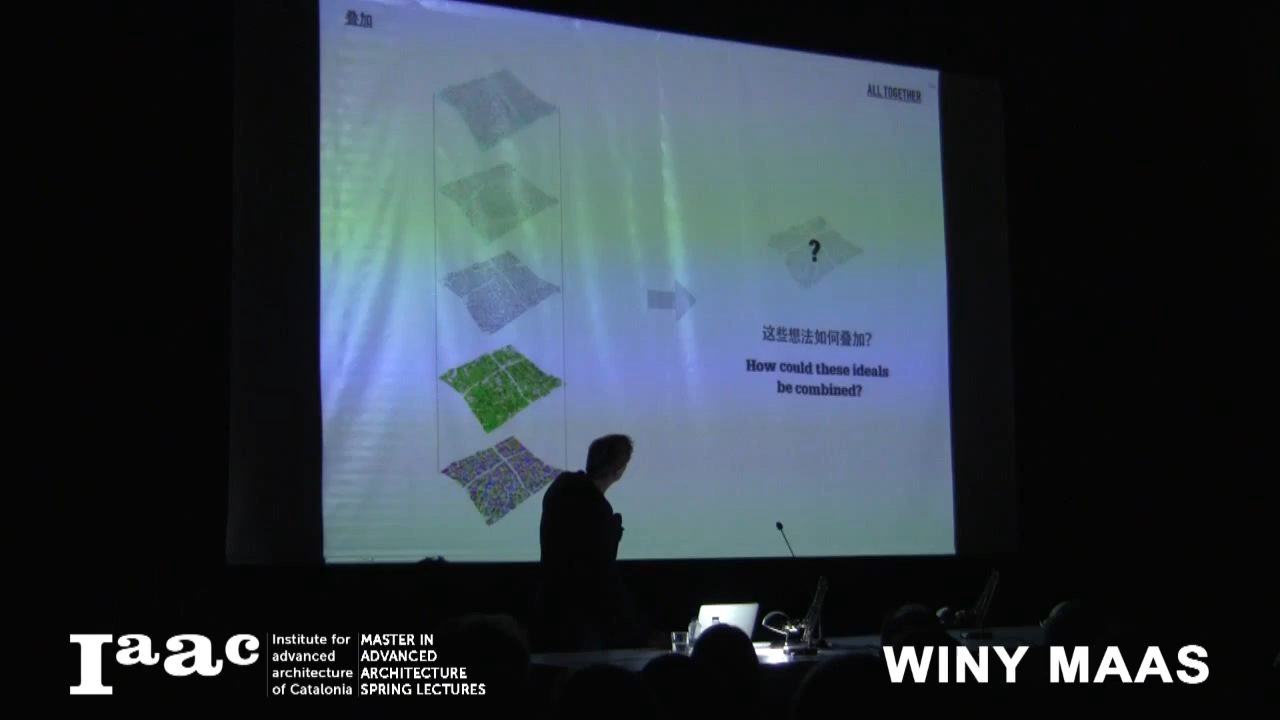 叠加
ALL TOGETHER
?
这些想法如何叠加?
How could these ideals
be combined?
Iaac
Institute for
advanced
architecture
of Catalonia
MASTER IN
ADVANCED
ARCHITECTURE
SPRING LECTURES
WINY MAAS